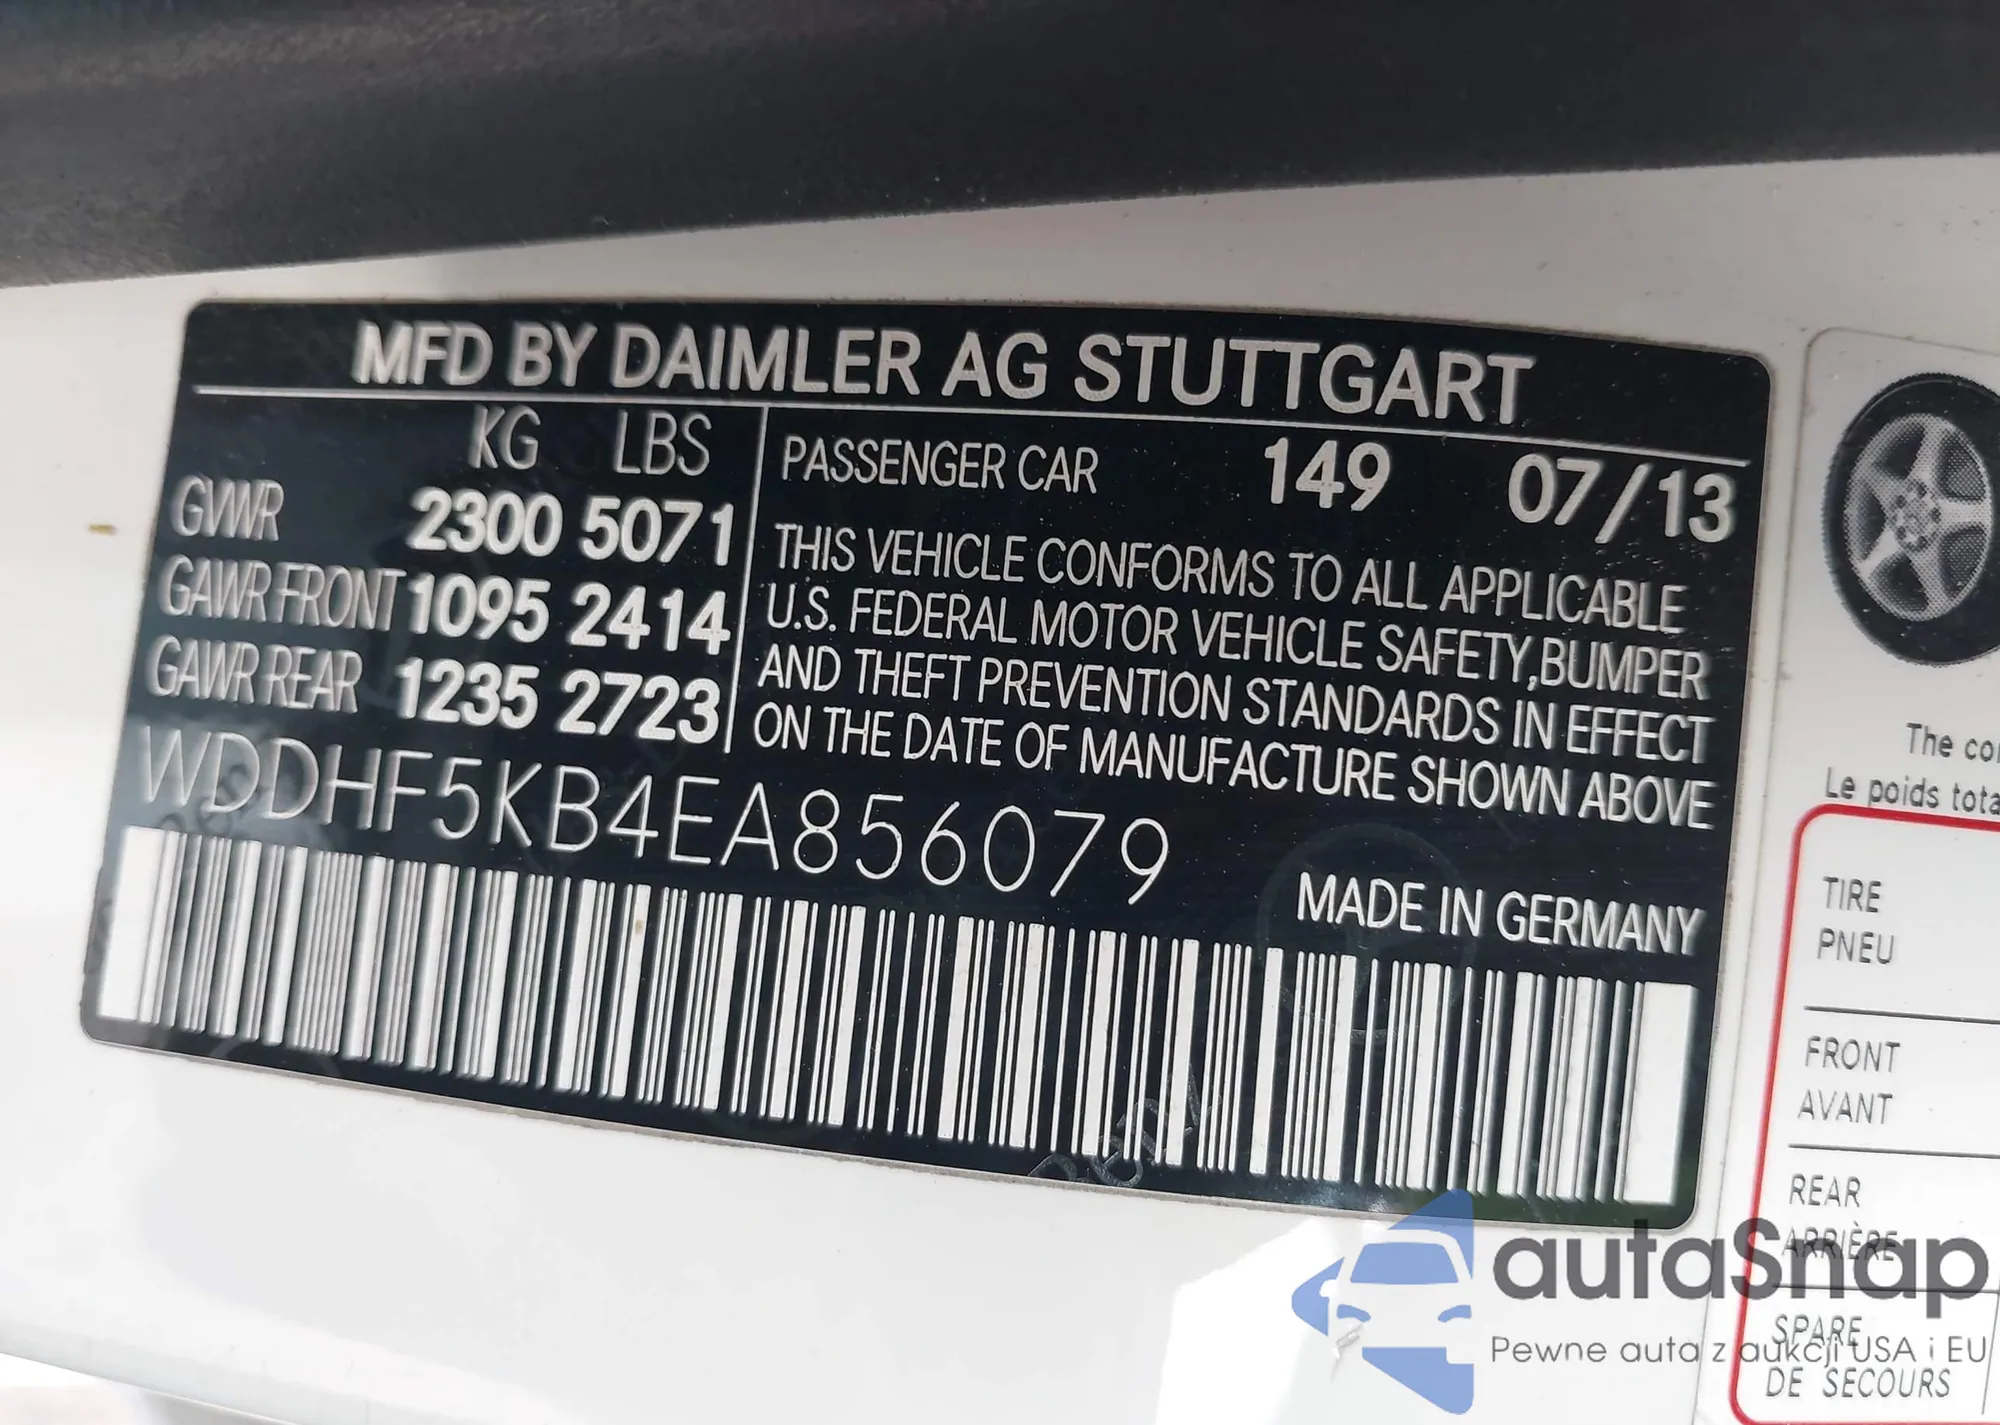 MFD BY DAIMLER AG STUTTGART
KG LBS
GVWR 2300 5071
GAWR FRONT 1095 2414
GAWR REAR 1235 2723
PASSENGER CAR 149 07/13
THIS VEHICLE CONFORMS TO ALL APPLICABLE
U.S. FEDERAL MOTOR VEHICLE SAFETY, BUMPER
AND THEFT PREVENTION STANDARDS IN EFFECT
ON THE DATE OF MANUFACTURE SHOWN ABOVE
WDDHF5KB4EA856079
MADE IN GERMANY
The
Le poids
TIRE
PNEU
FRONT
AVANT
REAR
ARRIÈRE
SPARE
DE SECOURS
autaSnap
Pewne auta z aukcji USA i EU